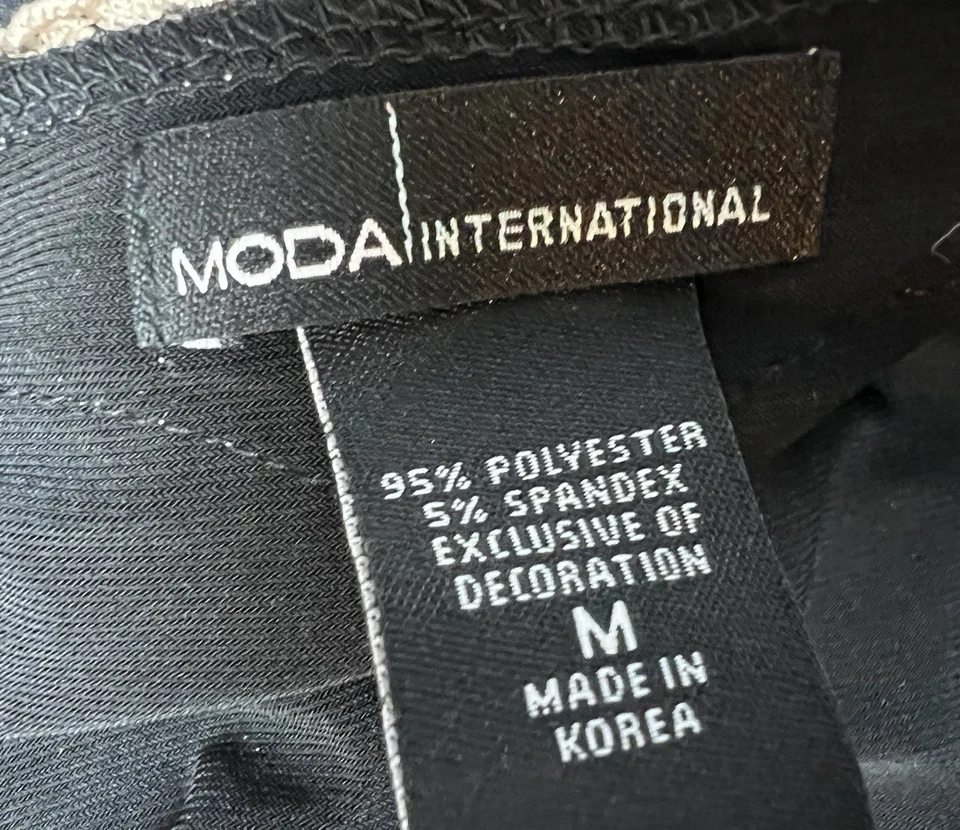 MODA INTERNATIONAL
95% POLYESTER
5% SPANDEX
EXCLUSIVE OF
DECORATION
M
MADE IN
KOREA